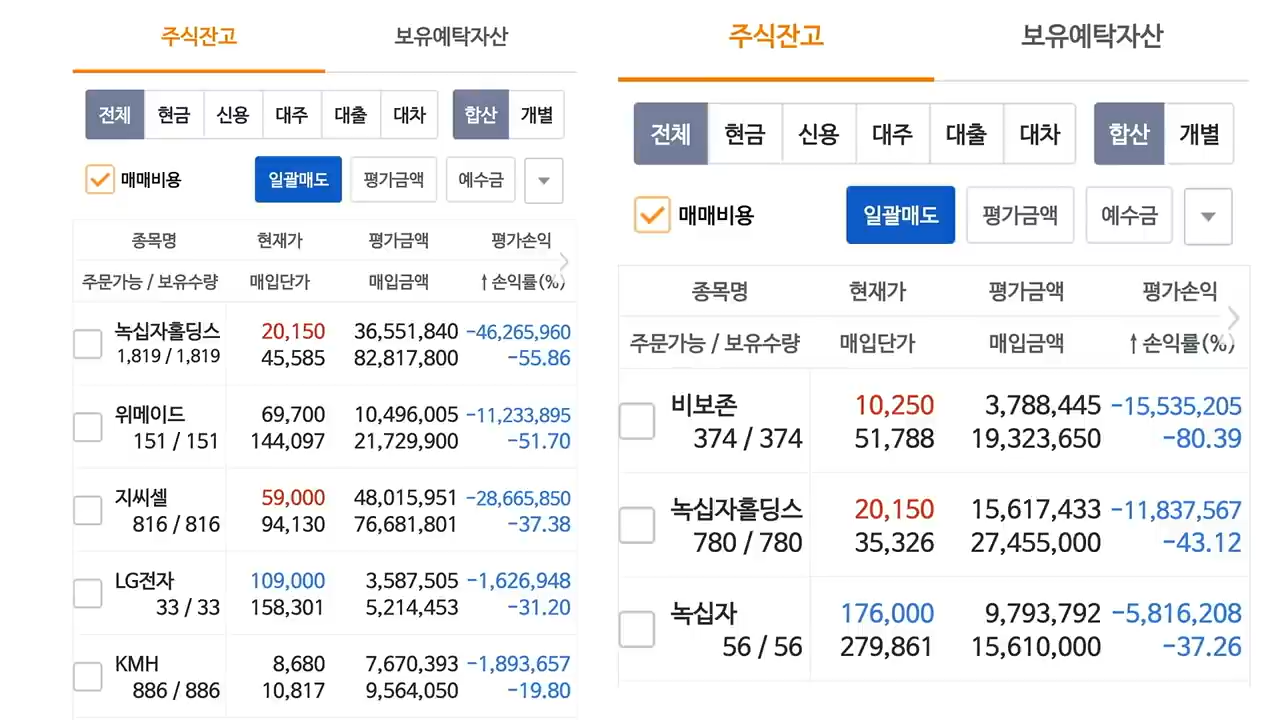 주식잔고 보유예탁자산
전체 현금 신용 대주 대출 대차 합산 개별
매매비용 일괄매도 평가금액 예수금
종목명 현재가 평가금액 평가손익
주문가능 / 보유수량 매입단가 매입금액 ↑손익률(%)
녹십자홀딩스 20,150 36,551,840 -46,265,960
1,819 / 1,819 45,585 82,817,800 -55.86
위메이드 69,700 10,496,005 -11,233,895
151 / 151 144,097 21,729,900 -51.70
지씨셀 59,000 48,015,951 -28,665,850
816 / 816 94,130 76,681,801 -37.38
LG전자 109,000 3,587,505 -1,626,948
33 / 33 158,301 5,214,453 -31.20
KMH 8,680 7,670,393 -1,893,657
886 / 886 10,817 9,564,050 -19.80
주식잔고 보유예탁자산
전체 현금 신용 대주 대출 대차 합산 개별
매매비용 일괄매도 평가금액 예수금
종목명 현재가 평가금액 평가손익
주문가능 / 보유수량 매입단가 매입금액 ↑손익률(%)
비보존 10,250 3,788,445 -15,535,205
374 / 374 51,788 19,323,650 -80.39
녹십자홀딩스 20,150 15,617,433 -11,837,567
780 / 780 35,326 27,455,000 -43.12
녹십자 176,000 9,793,792 -5,816,208
56 / 56 279,861 15,610,000 -37.26